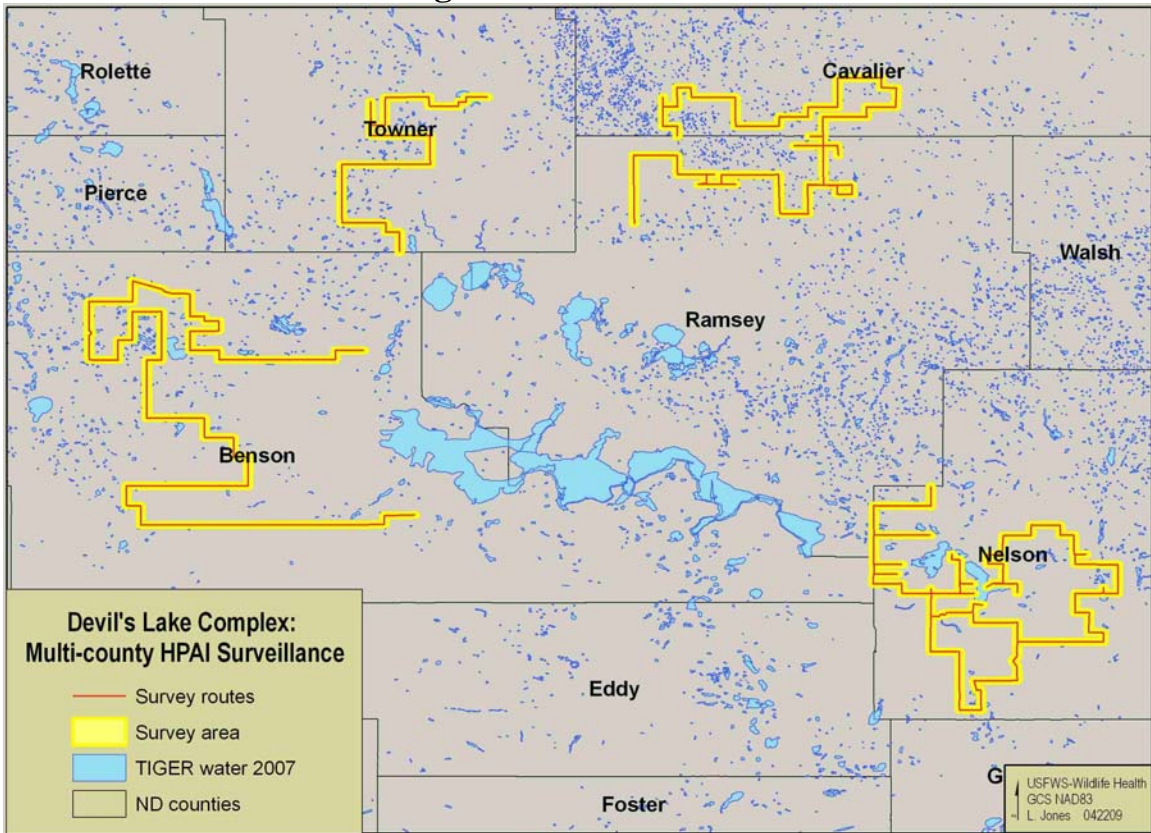 Rolette
Cavalier
Towner
Pierce
Walsh
Ramsey
Benson
Nelson
Devil's Lake Complex:
Multi-county HPAI Surveillance
Survey routes
Survey area
TIGER water 2007
ND counties
Eddy
Foster
G
USFWS-Wildlife Health
GCS NAD83
L. Jones 042209